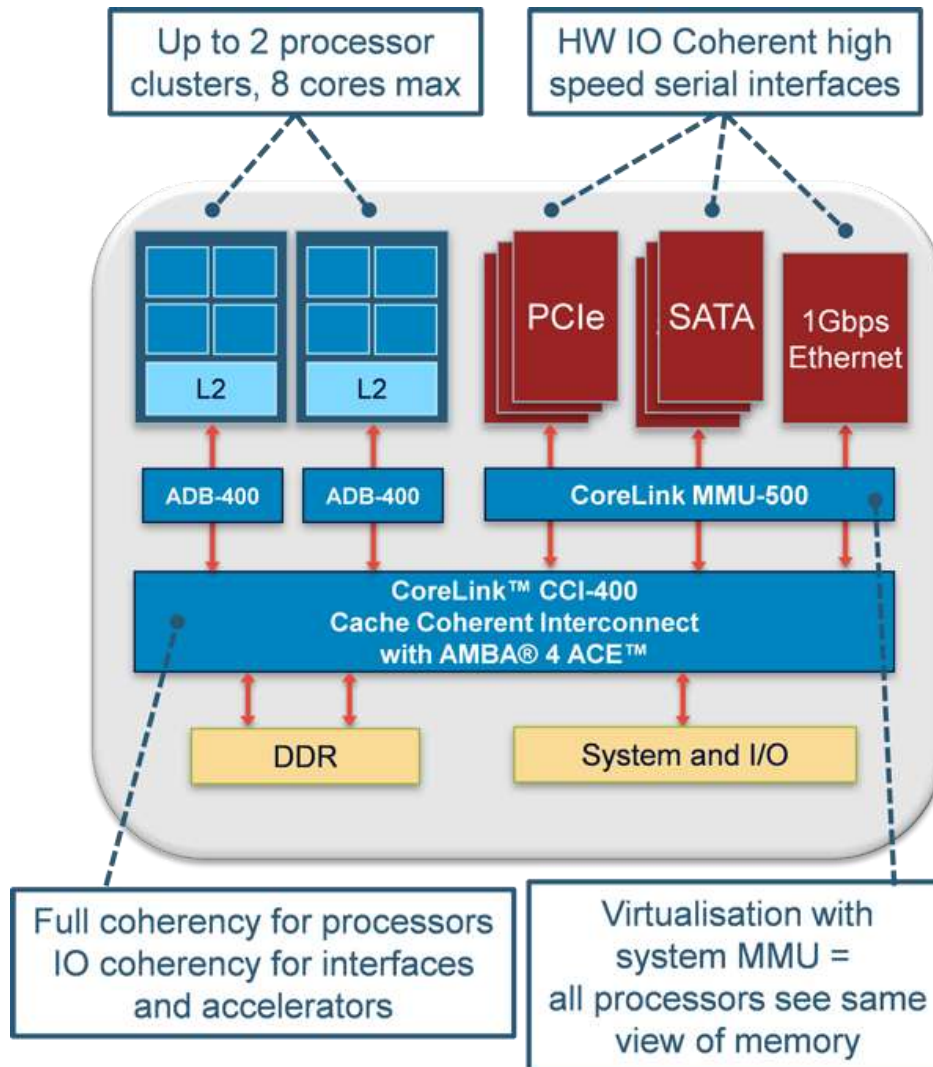 Up to 2 processor
clusters, 8 cores max
HW IO Coherent high
speed serial interfaces
L2
L2
PCIe
SATA
1Gbps
Ethernet
ADB-400
ADB-400
CoreLink MMU-500
CoreLink™ CCI-400
Cache Coherent Interconnect
with AMBA® 4 ACE™
DDR
System and I/O
Full coherency for processors
IO coherency for interfaces
and accelerators
Virtualisation with
system MMU =
all processors see same
view of memory